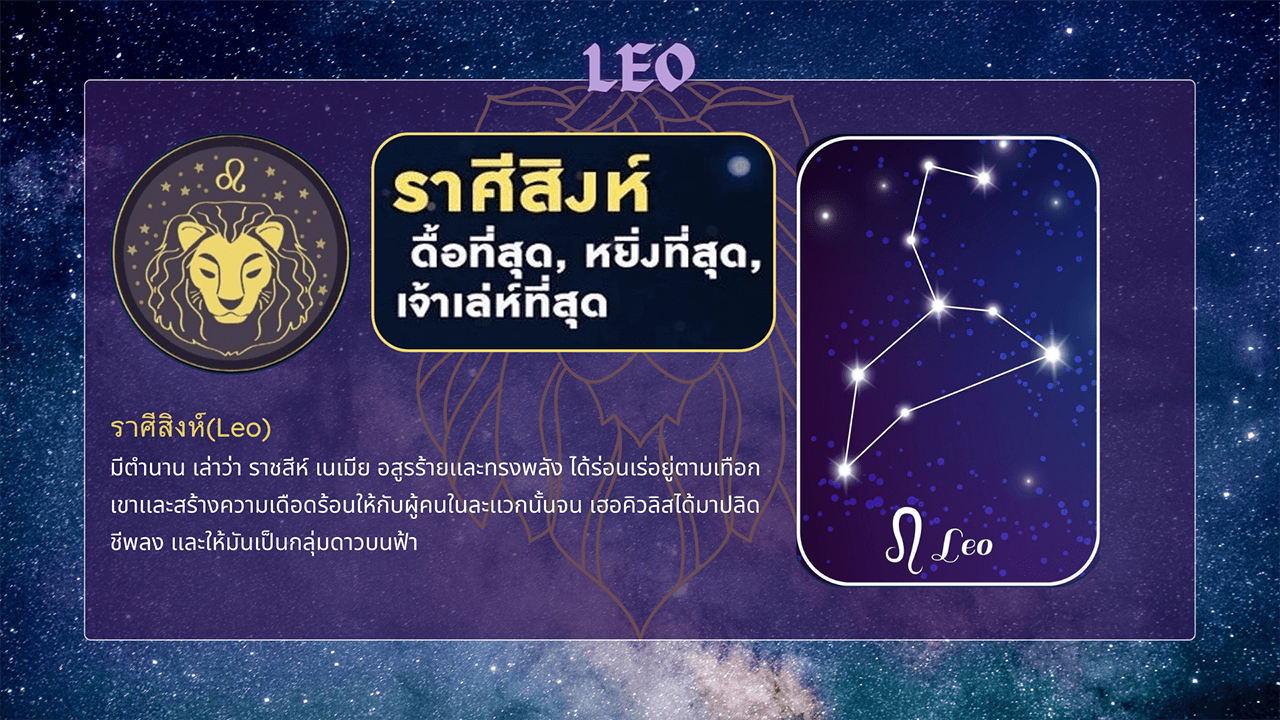 LEO
ราศีสิงห์
ดื้อที่สุด, หยิ่งที่สุด,
เจ้าเล่ห์ที่สุด
ราศีสิงห์(Leo)
มีตำนาน เล่าว่า ราชสีห์ เนเมีย อสูรร้ายและทรงพลัง ได้ร่อนเร่อยู่ตามเทือก
เขาและสร้างความเดือดร้อนให้กับผู้คนในละแวกนั้นจน เฮอคิวลิสได้มาปลิด
ชีพลง และให้มันเป็นกลุ่มดาวบนฟ้า
♌ Leo